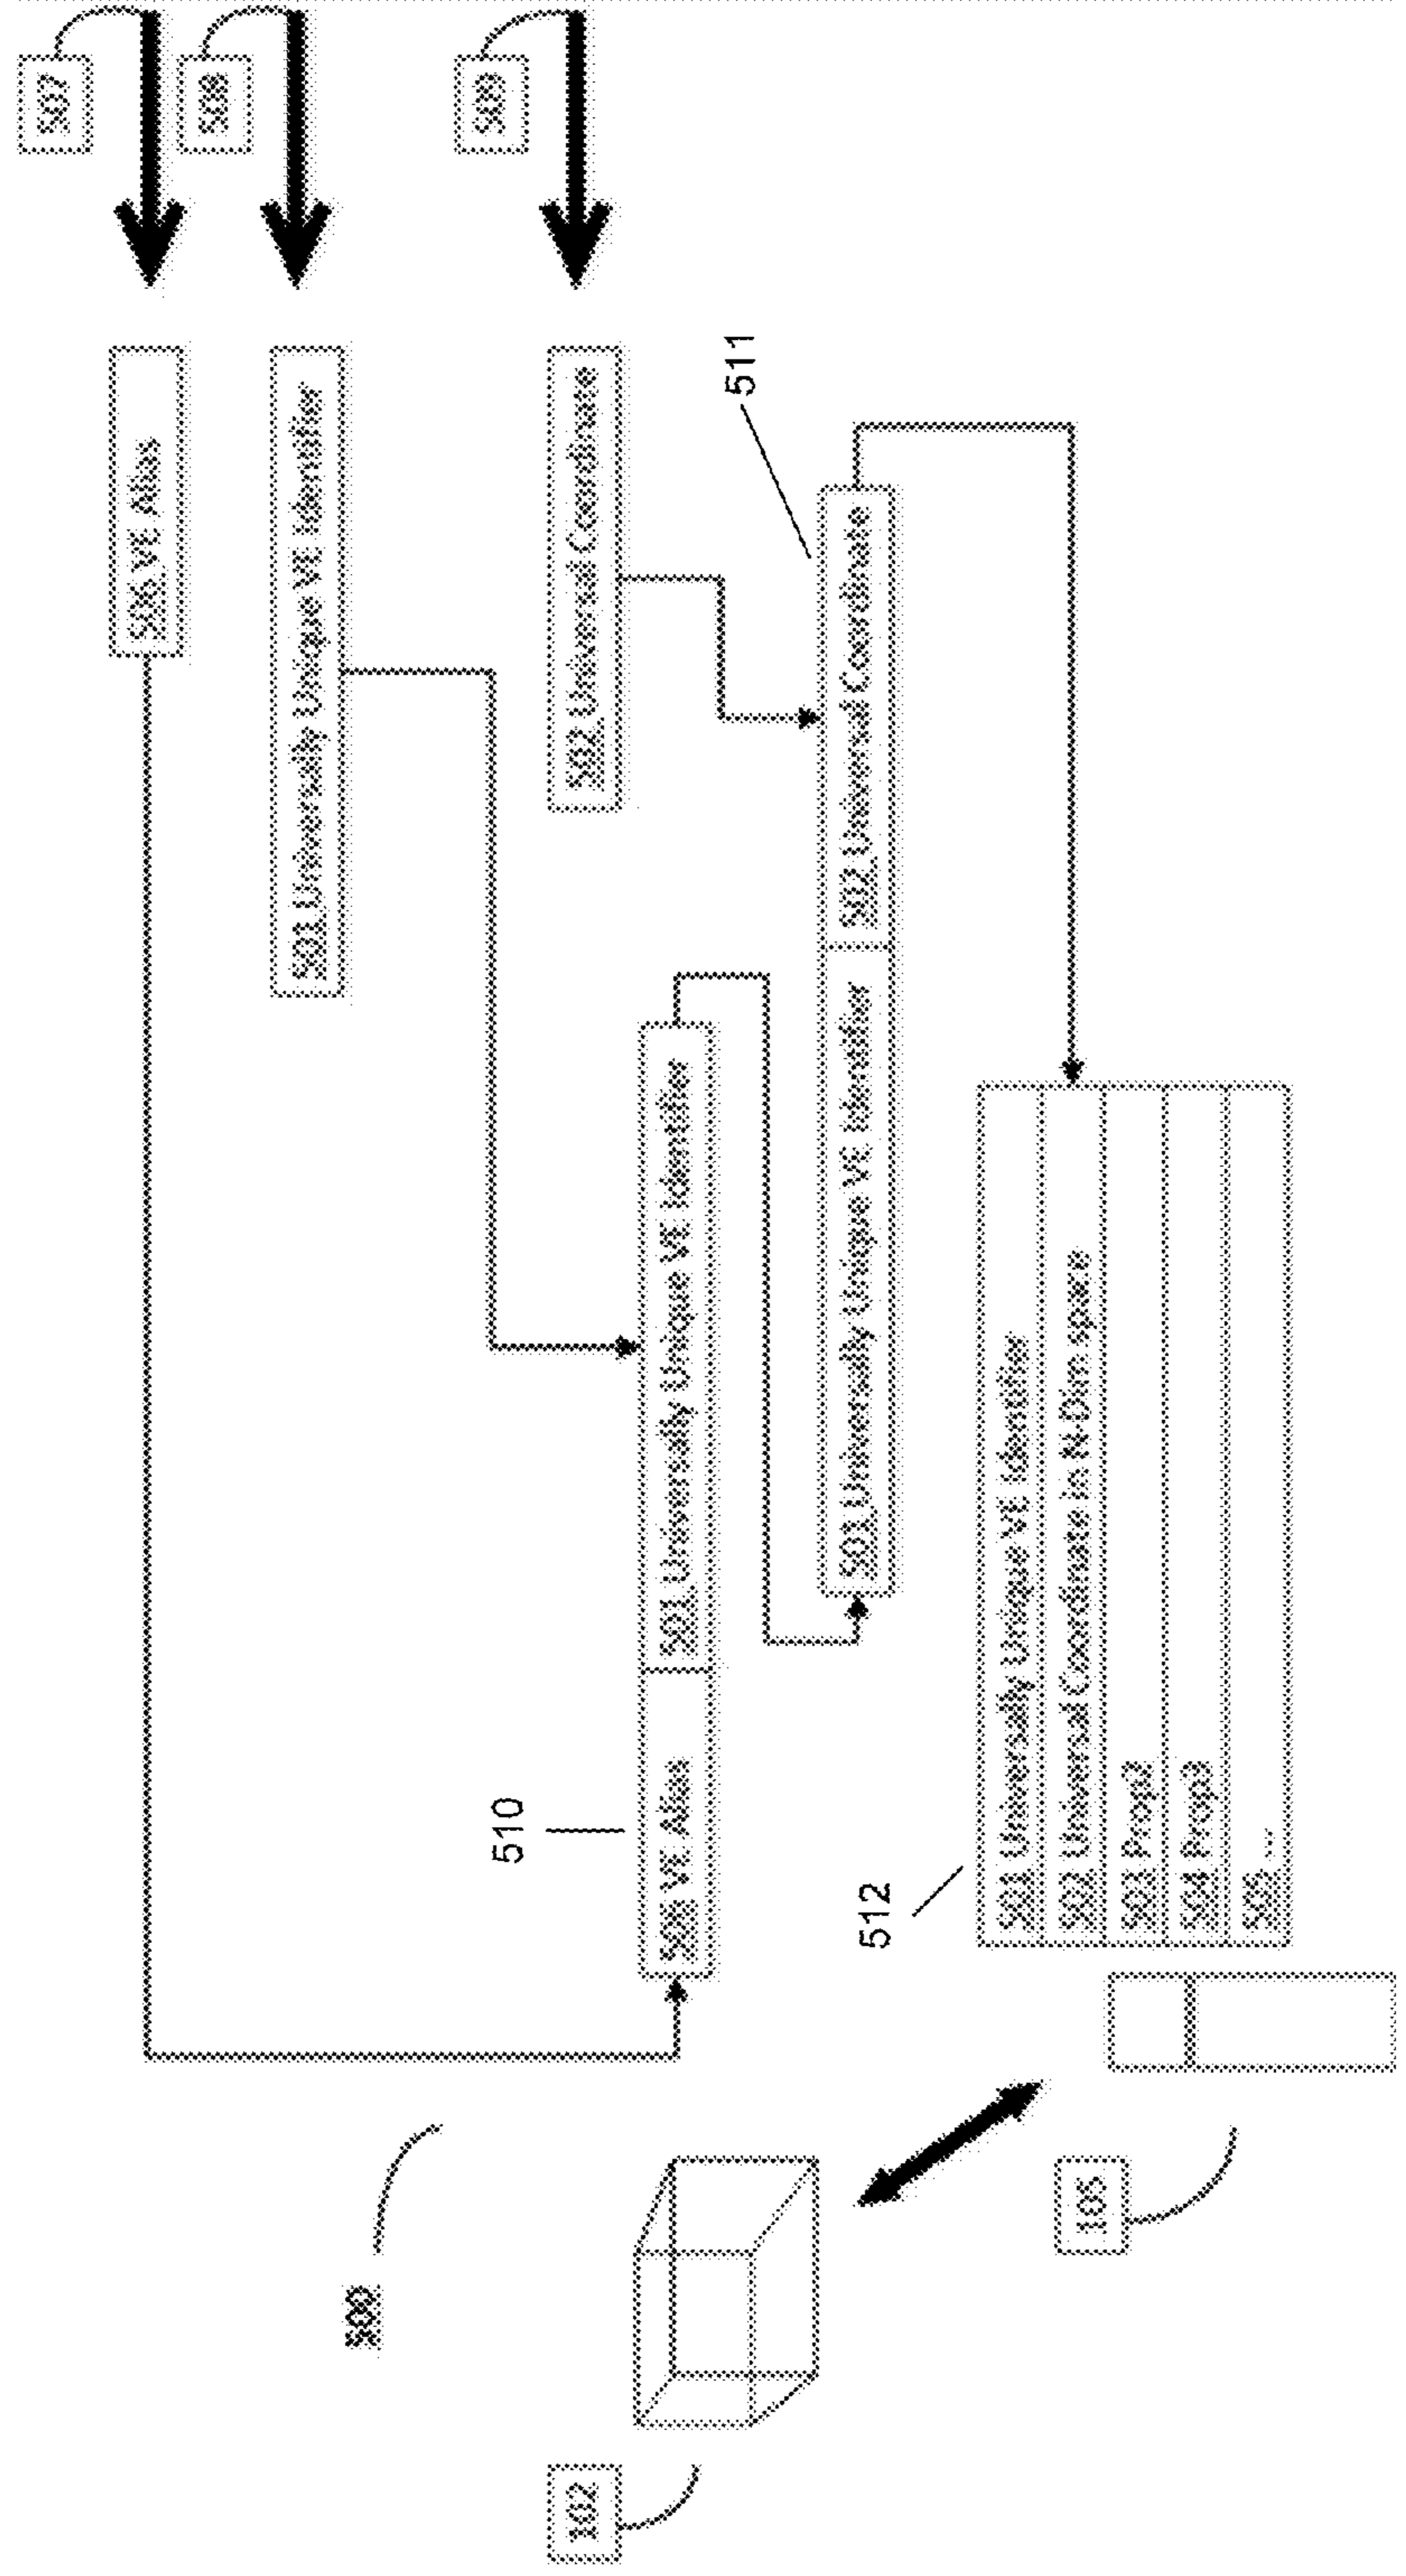 500
507
506 VE Alias
508
501 Universally Unique VE Identifier
509
502 Universal Coordinate
102
510
506 VE Alias
501 Universally Unique VE Identifier
511
501 Universally Unique VE Identifier
502 Universal Coordinate
512
501 Universally Unique VE Identifier
502 Universal Coordinate in N-Dim space
503 Prop2
504 Prop3
505 ...
105